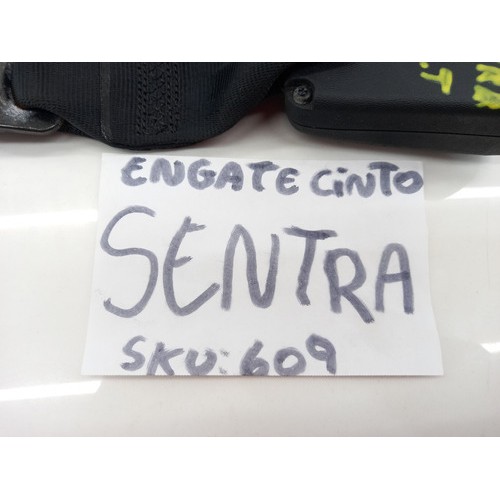 ENGATE CiNTO
SENTRA
SKU: 609